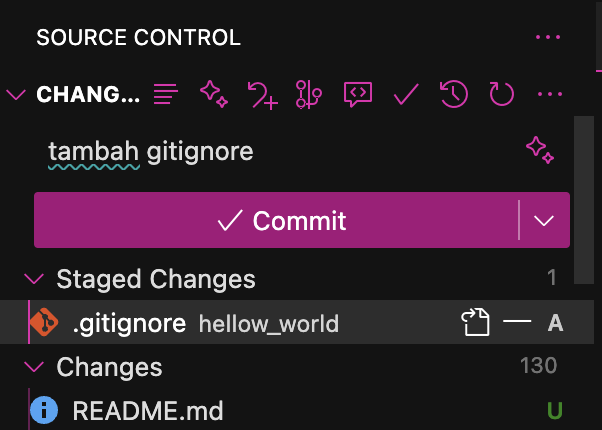 SOURCE CONTROL
CHANG...
tambah gitignore
Commit
Staged Changes 1
.gitignore hellow_world A
Changes 130
README.md U